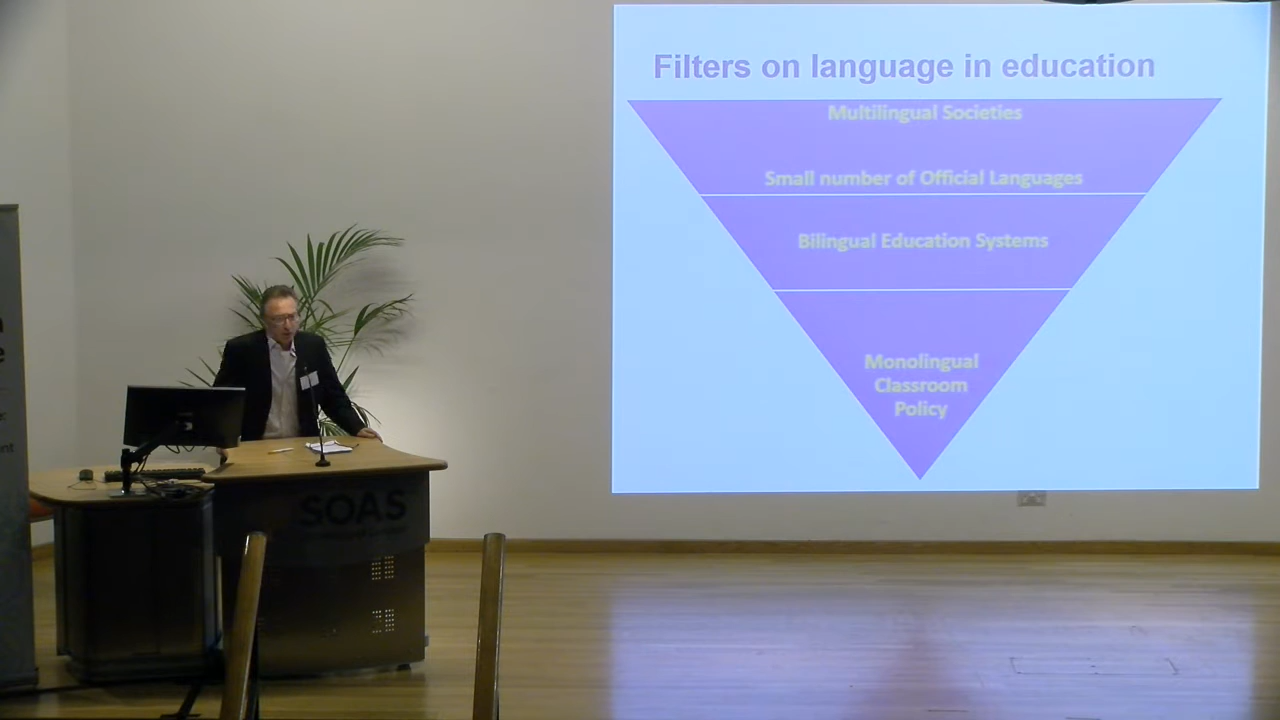 Filters on language in education
Multilingual Societies
Small number of Official Languages
Bilingual Education Systems
Monolingual
Classroom
Policy
SOAS